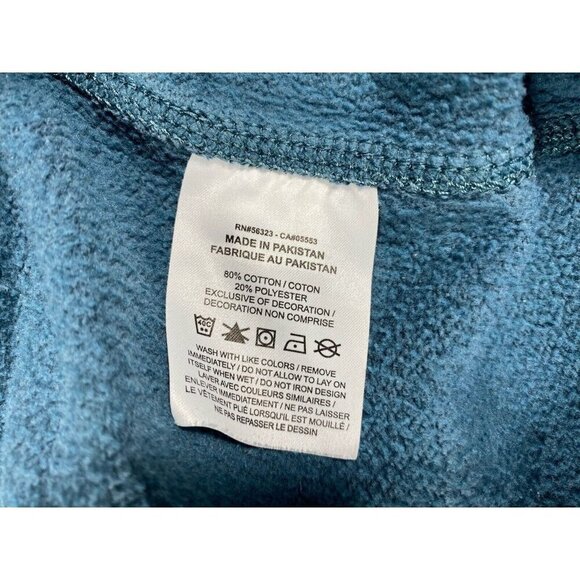 RN#56323 - CA#05553
MADE IN PAKISTAN
FABRIQUE AU PAKISTAN
80% COTTON / COTON
20% POLYESTER
EXCLUSIVE OF DECORATION /
DECORATION NON COMPRISE
40C
WASH WITH LIKE COLORS / REMOVE
IMMEDIATELY / DO NOT ALLOW TO LAY ON
ITSELF WHEN WET / DO NOT IRON DESIGN
LAVER AVEC COULEURS SIMILAIRES /
ENLEVER IMMEDIATEMENT / NE PAS LAISSER
LE VÊTEMENT PLIÉ LORSQU'IL EST MOUILLÉ /
NE PAS REPASSER LE DESSIN